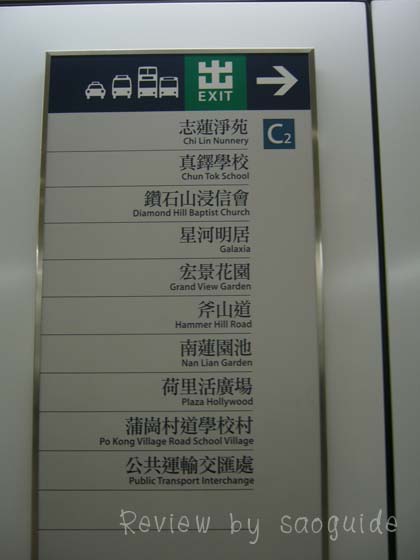 出
EXIT
志蓮淨苑
Chi Lin Nunnery
C2
真鐸學校
Chun Tok School
鑽石山浸信會
Diamond Hill Baptist Church
星河明居
Galaxia
宏景花園
Grand View Garden
斧山道
Hammer Hill Road
南蓮園池
Nan Lian Garden
荷里活廣場
Plaza Hollywood
蒲崗村道學校村
Po Kong Village Road School Village
公共運輸交匯處
Public Transport Interchange
Review by saoguide